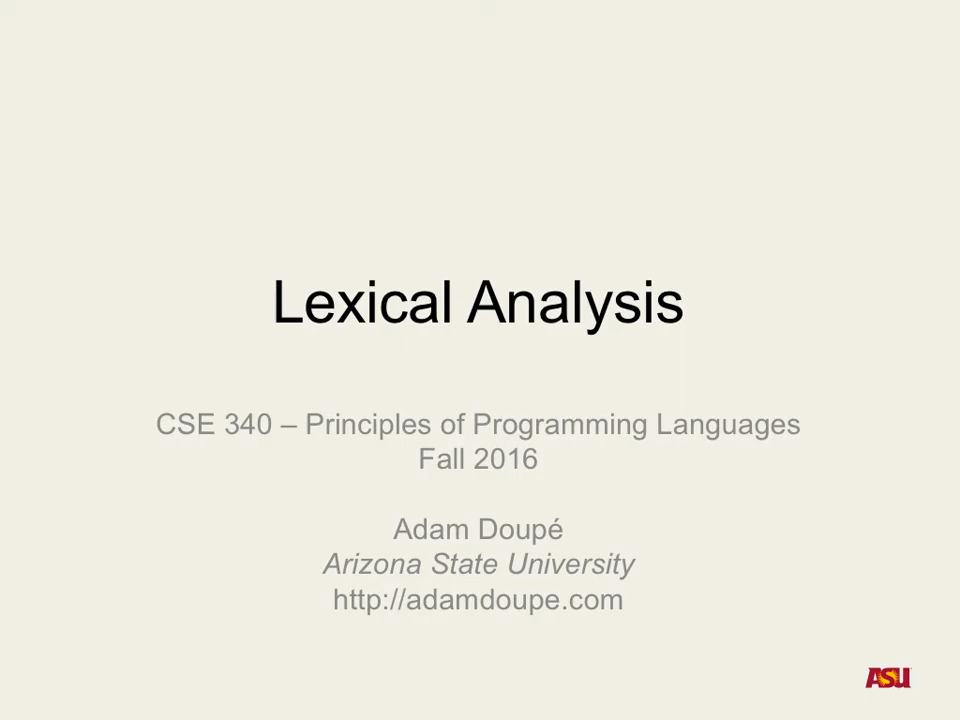 Lexical Analysis
CSE 340 – Principles of Programming Languages
Fall 2016
Adam Doupé
Arizona State University
http://adamdoupe.com
ASU